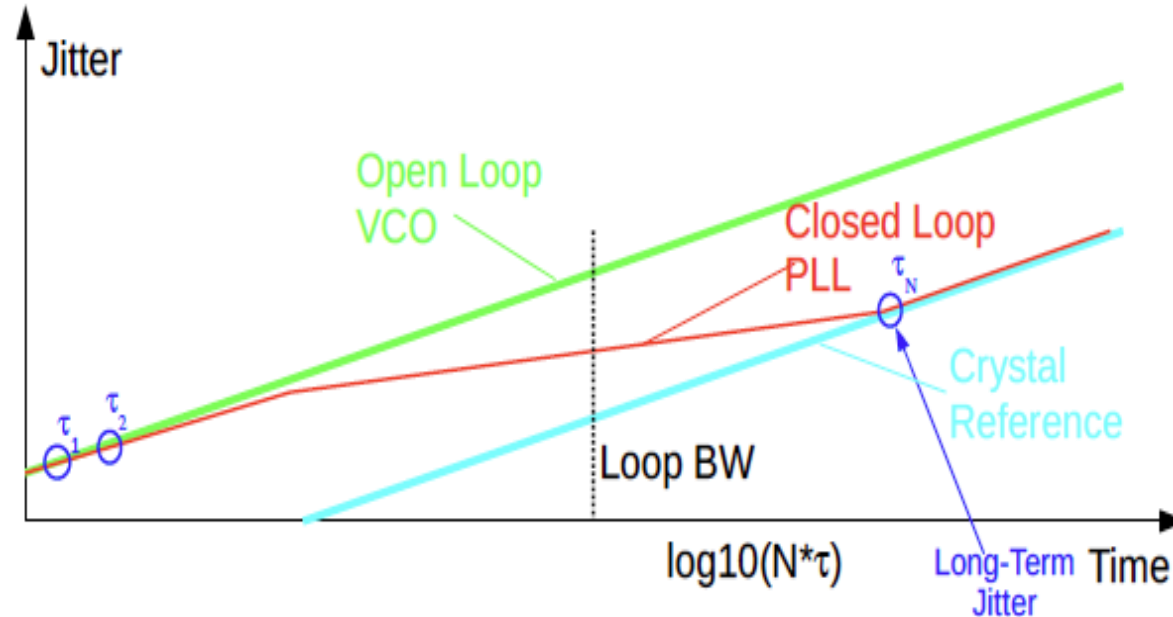 Jitter
Open Loop
VCO
Closed Loop
PLL
τN
τ1
τ2
Crystal
Reference
Loop BW
log10(N*τ)
Long-Term
Jitter
Time